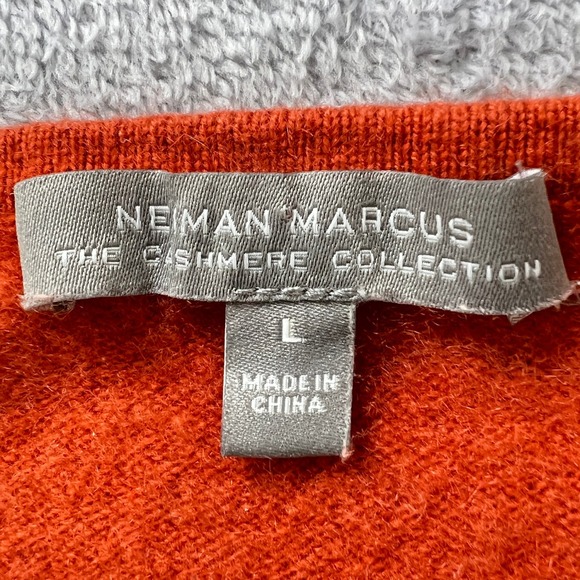 NEIMAN MARCUS
THE CASHMERE COLLECTION
L
MADE IN
CHINA